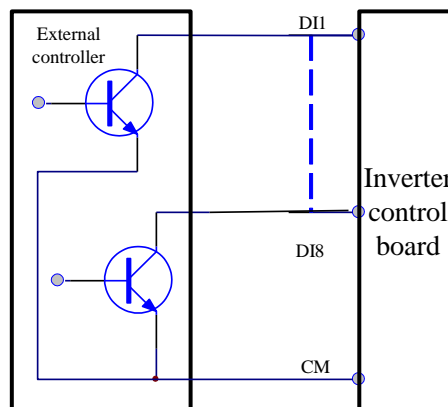 External
controller
DI1
Inverter
control
board
DI8
CM